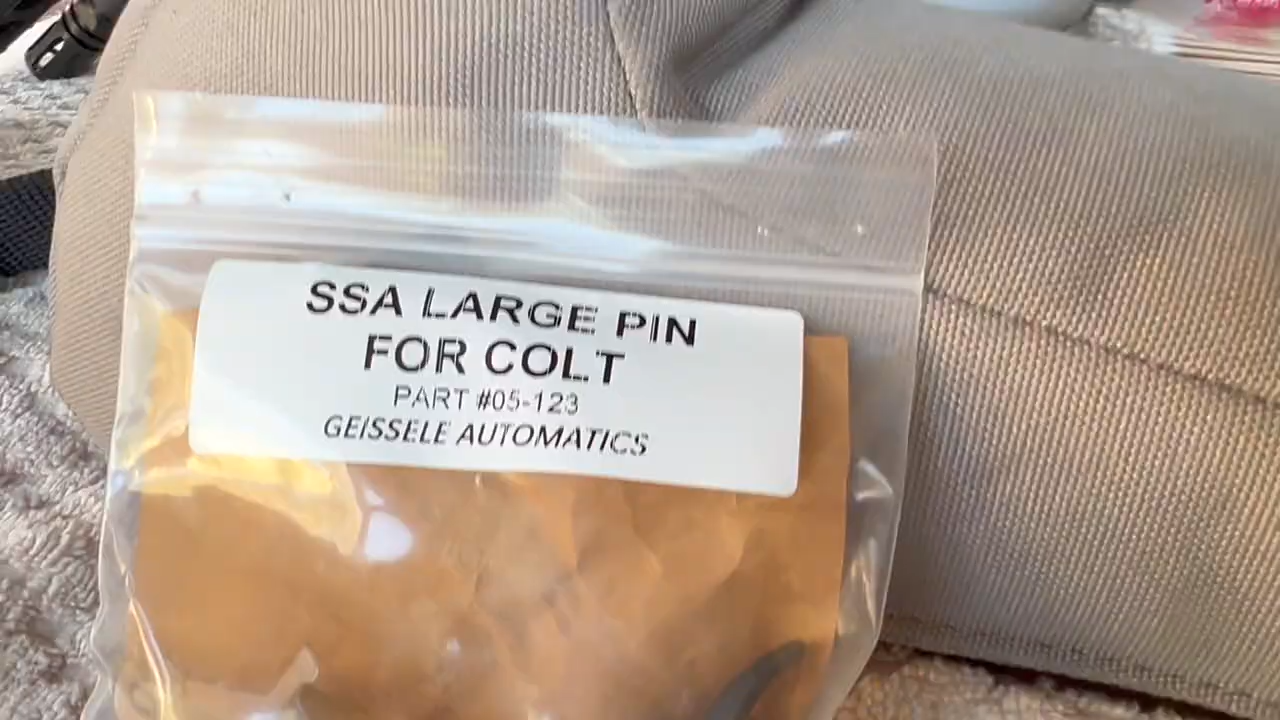 SSA LARGE PIN
FOR COLT
PART #05-123
GEISSELE AUTOMATICS